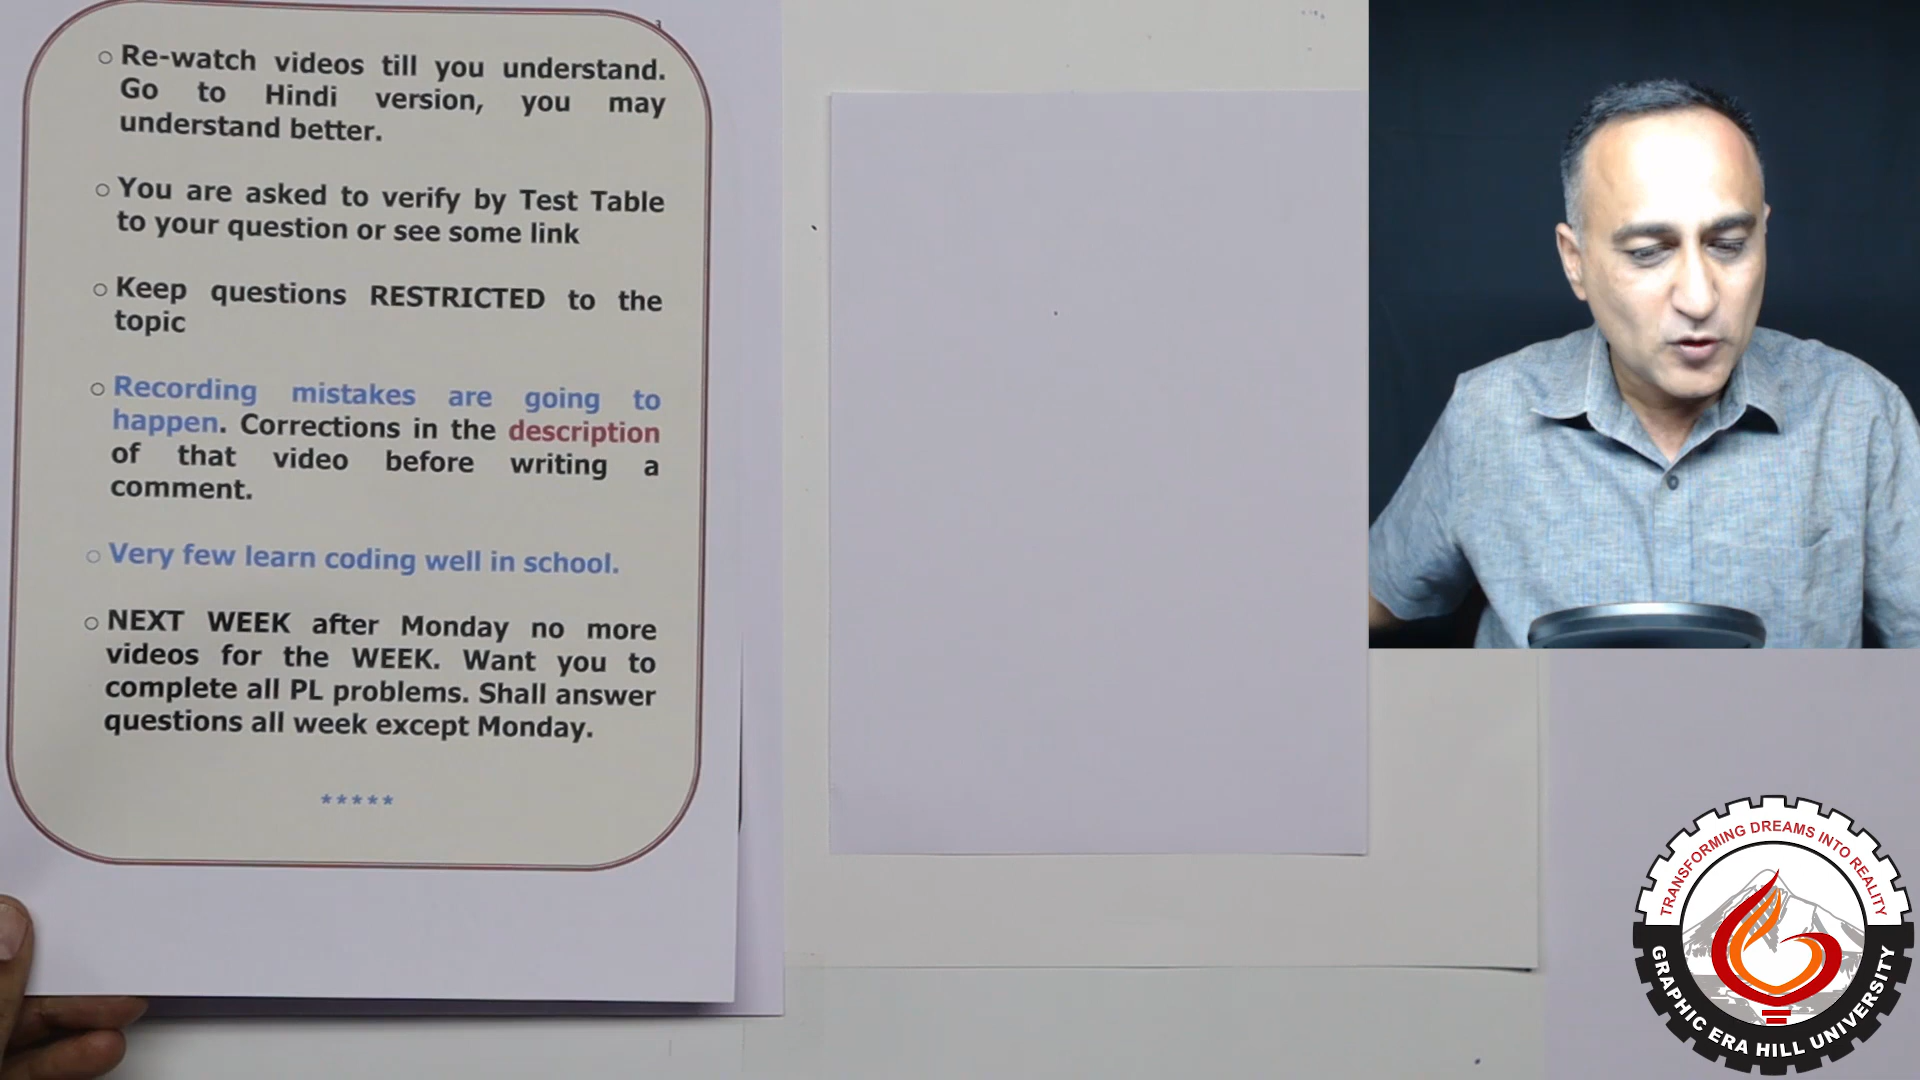 3
Re-watch videos till you understand.
Go to Hindi version, you may
understand better.
You are asked to verify by Test Table
to your question or see some link
Keep questions RESTRICTED to the
topic
Recording mistakes are going to
happen. Corrections in the description
of that video before writing a
comment.
Very few learn coding well in school.
NEXT WEEK after Monday no more
videos for the WEEK. Want you to
complete all PL problems. Shall answer
questions all week except Monday.
*****
TRANSFORMING DREAMS INTO REALITY
GRAPHIC ERA HILL UNIVERSITY